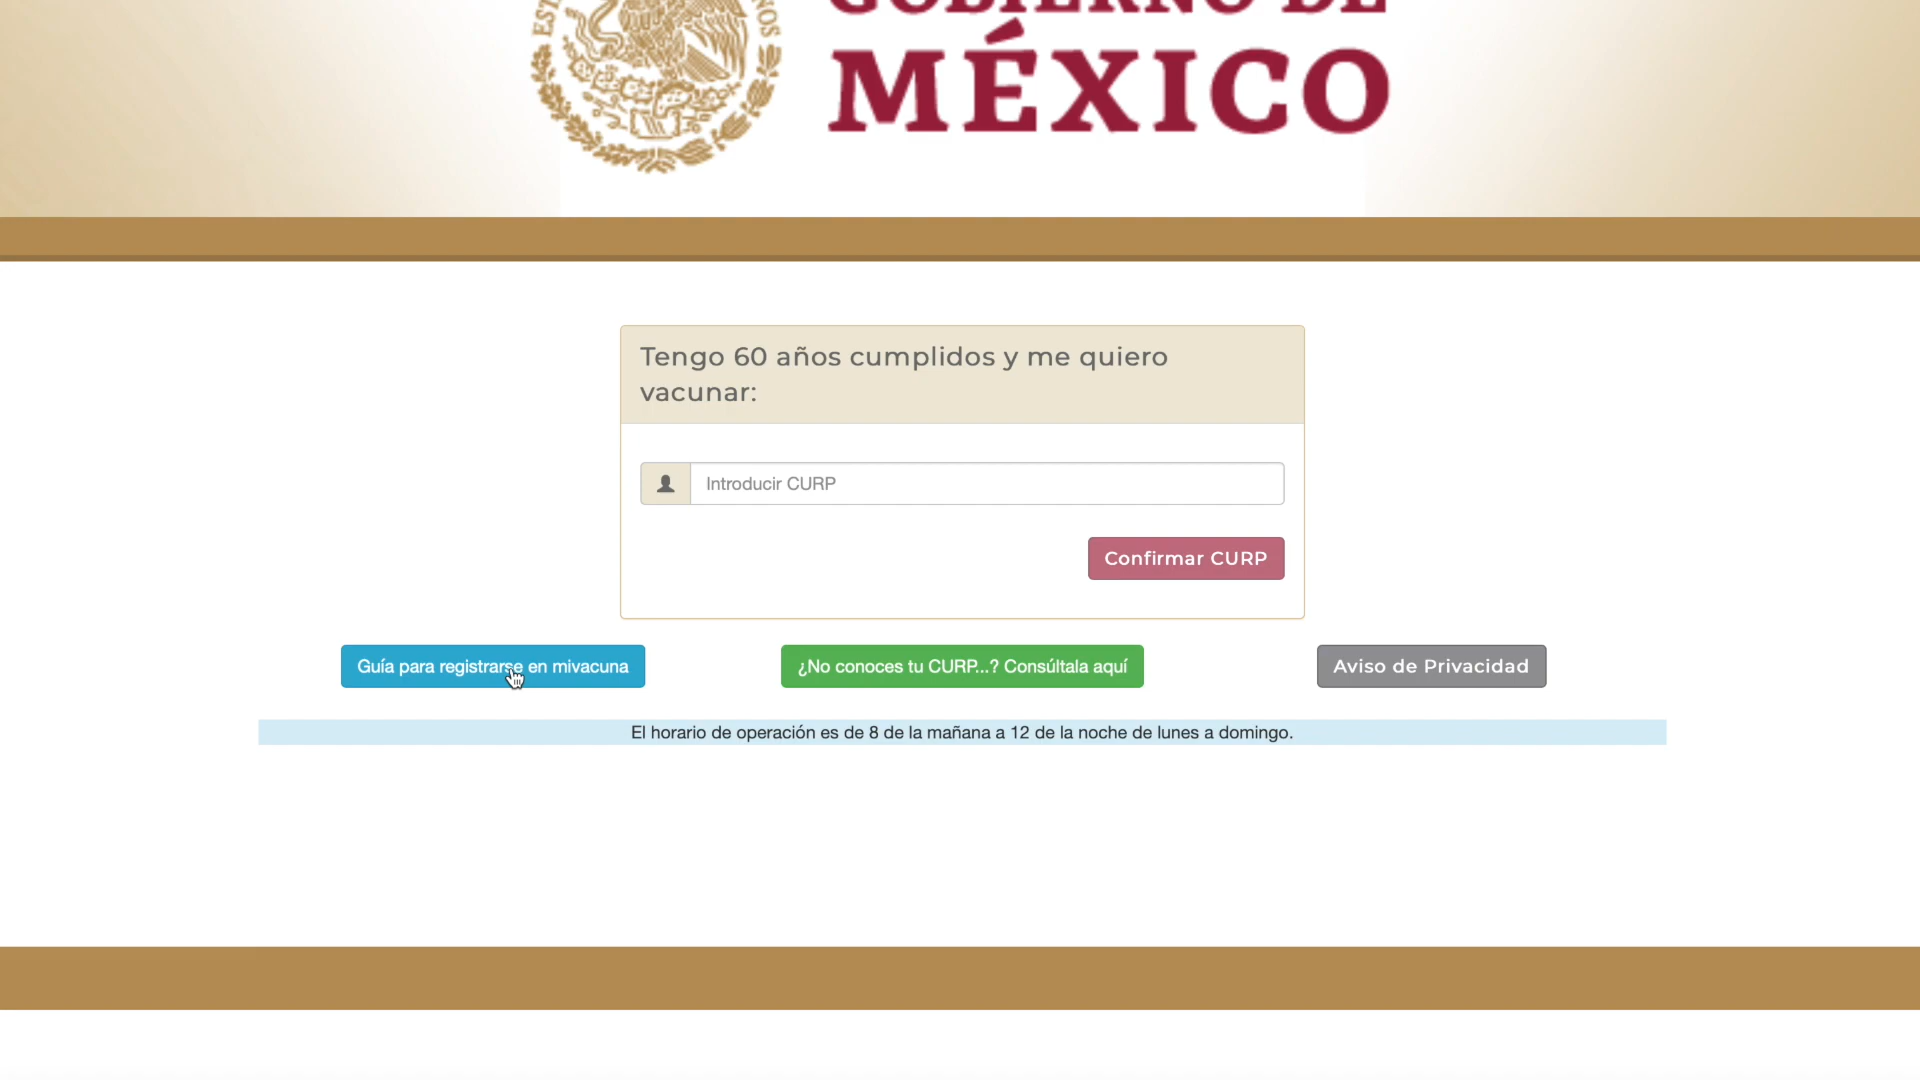 GOBIERNO DE
MÉXICO
Tengo 60 años cumplidos y me quiero
vacunar:
Introducir CURP
Confirmar CURP
Guía para registrarse en mivacuna
¿No conoces tu CURP...? Consúltala aquí
Aviso de Privacidad
El horario de operación es de 8 de la mañana a 12 de la noche de lunes a domingo.